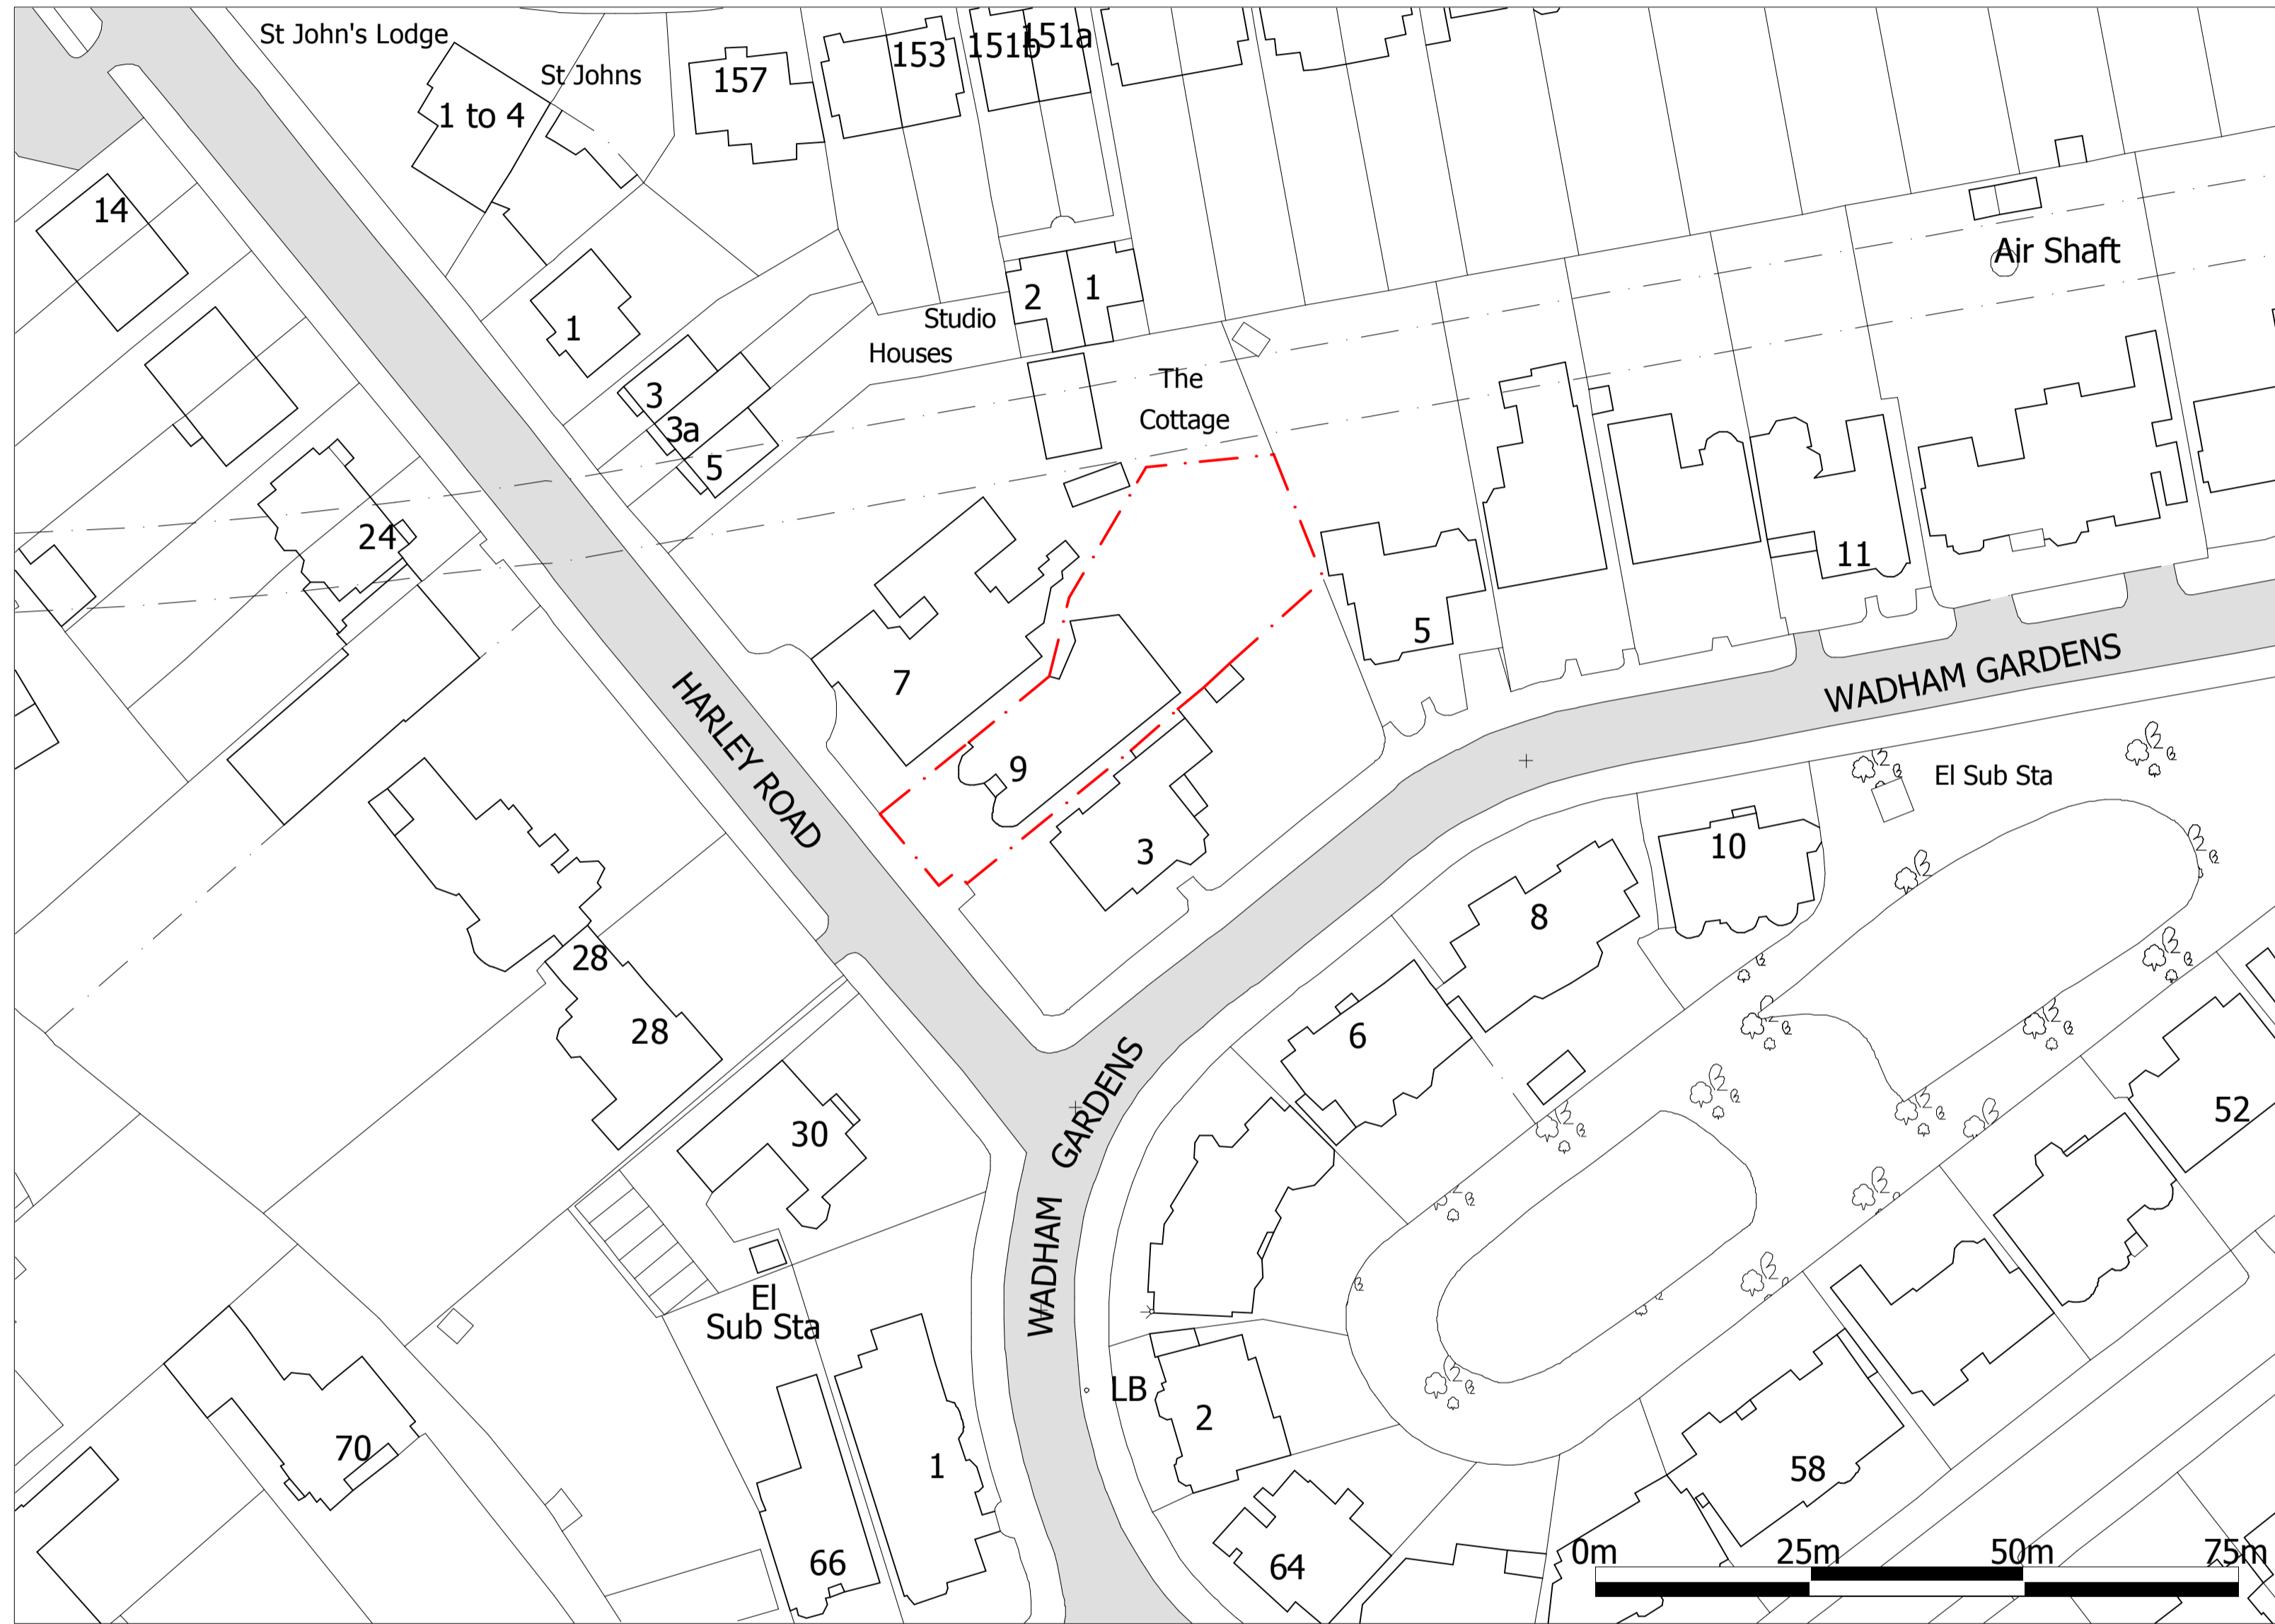 St John's Lodge
St Johns
1 to 4
157
153
151b
151a
14
1
2
1
Studio
Houses
3
3a
5
The
Cottage
Air Shaft
24
7
9
3
5
11
HARLEY ROAD
WADHAM GARDENS
El Sub Sta
10
8
6
28
28
30
WADHAM GARDENS
52
El
Sub Sta
LB
2
1
70
66
64
58
0m 25m 50m 75m